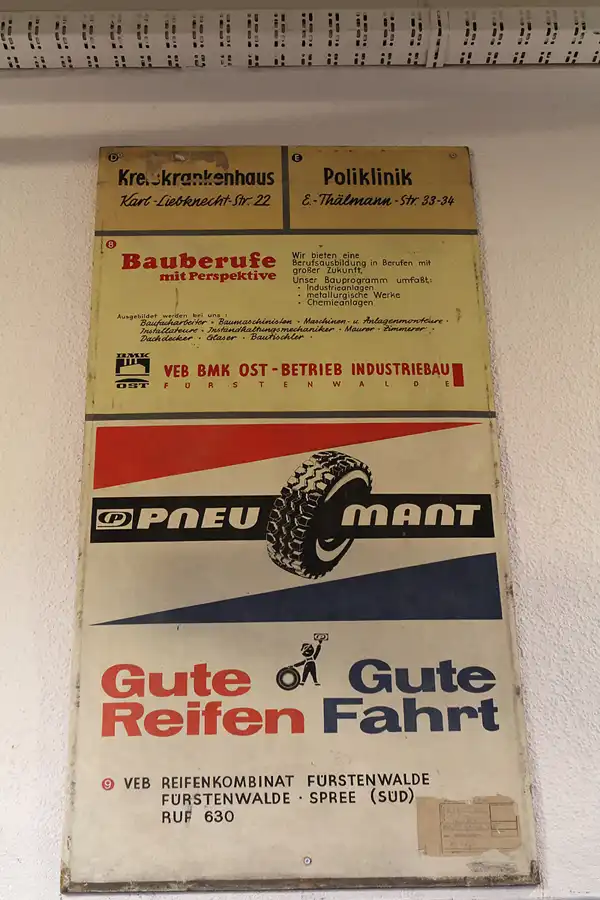 D
Kreiskrankenhaus
Karl-Liebknecht-Str. 22
E
Poliklinik
E.-Thälmann-Str. 33-34
8
Bauberufe
mit Perspektive
Wir bieten eine
Berufsausbildung in Berufen mit
großer Zukunft,
Unser Bauprogramm umfaßt:
· Industrieanlagen
· metallurgische Werke
· Chemieanlagen
Ausgebildet werden bei uns:
Baufacharbeiter · Baumaschinisten · Maschinen- u. Anlagenmonteure ·
Installateure · Instandhaltungsmechaniker · Maurer · Zimmerer ·
Dachdecker · Glaser · Bautischler ·
BMK
OST
VEB BMK OST-BETRIEB INDUSTRIEBAU
FÜRSTENWALDE
P PNEUMANT
Gute Reifen
Gute Fahrt
9 VEB REIFENKOMBINAT FÜRSTENWALDE
FÜRSTENWALDE · SPREE (SÜD)
RUF 630